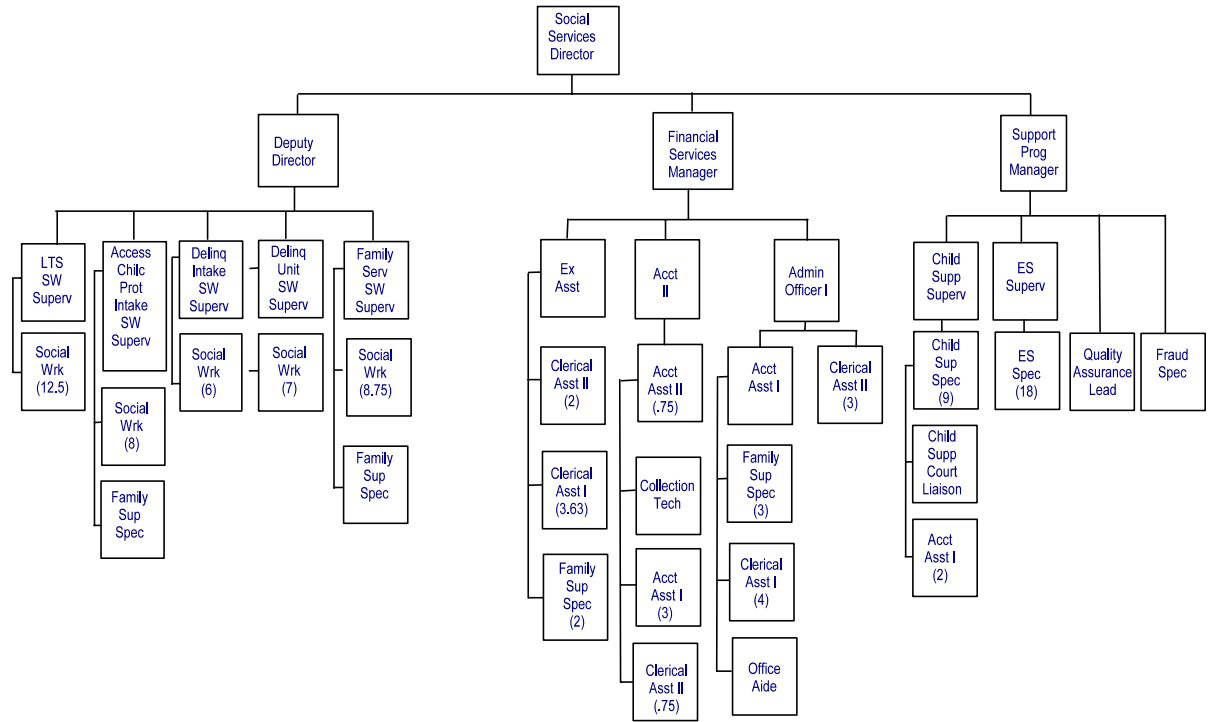 Social
Services
Director
Deputy
Director
Financial
Services
Manager
Support
Prog
Manager
LTS
SW
Superv
Social
Wrk
(12.5)
Access
Chilc
Prot
Intake
SW
Superv
Social
Wrk
(8)
Family
Sup
Spec
Delinq
Intake
SW
Superv
Social
Wrk
(6)
Delinq
Unit
SW
Superv
Social
Wrk
(7)
Family
Serv
SW
Superv
Social
Wrk
(8.75)
Family
Sup
Spec
Ex
Asst
Clerical
Asst II
(2)
Clerical
Asst I
(3.63)
Family
Sup
Spec
(2)
Acct
II
Acct
Asst II
(.75)
Collection
Tech
Acct
Asst I
(3)
Clerical
Asst II
(.75)
Admin
Officer I
Acct
Asst I
Family
Sup Spec
(3)
Clerical
Asst I
(4)
Office
Aide
Clerical
Asst II
(3)
Child
Supp
Superv
Child
Sup
Spec
(9)
Child
Supp
Court
Liaison
Acct
Asst I
(2)
ES
Superv
ES
Spec
(18)
Quality
Assurance
Lead
Fraud
Spec